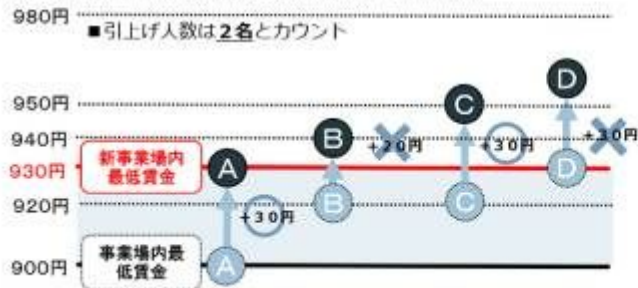 980円
■引上げ人数は2名とカウント
D
950円
C
940円
B
+20円
+30円
+30円
930円
新事業場内
最低賃金
A
D
920円
+30円
B
C
900円
事業場内最
低賃金
A